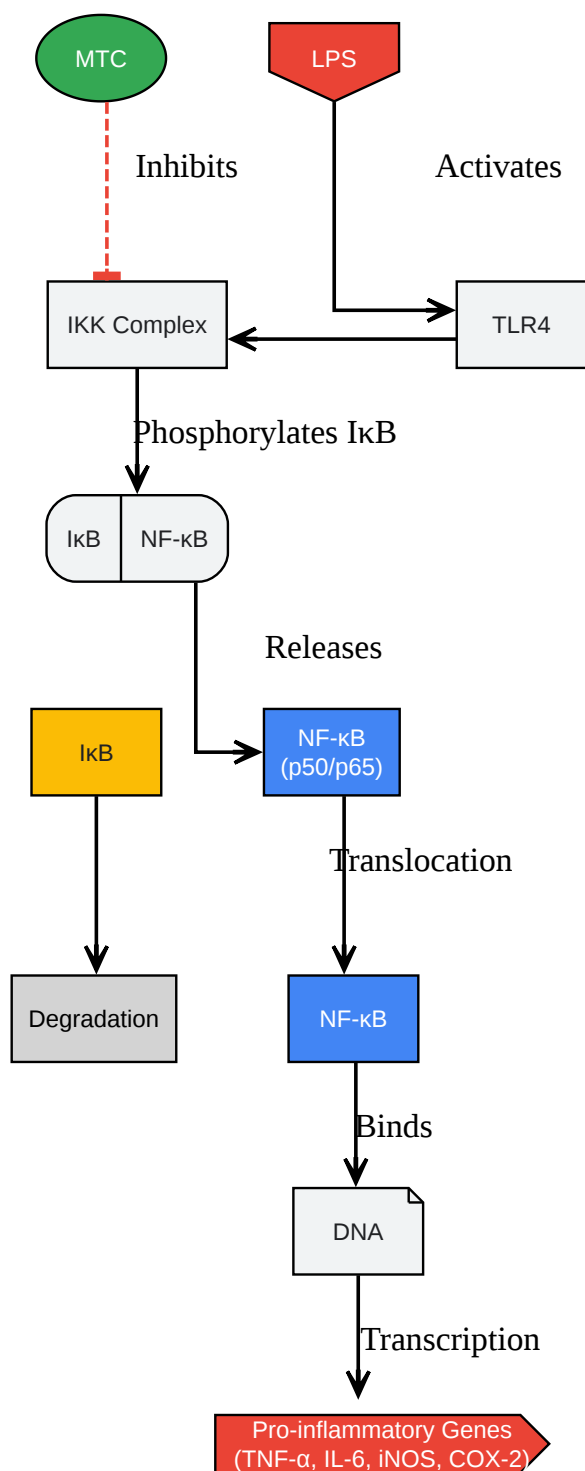 MTC
LPS
Inhibits
Activates
IKK Complex
TLR4
Phosphorylates IκB
IκB
NF-κB
Releases
IκB
NF-κB
(p50/p65)
Translocation
Degradation
NF-κB
Binds
DNA
Transcription
Pro-inflammatory Genes
(TNF-α, IL-6, iNOS, COX-2)